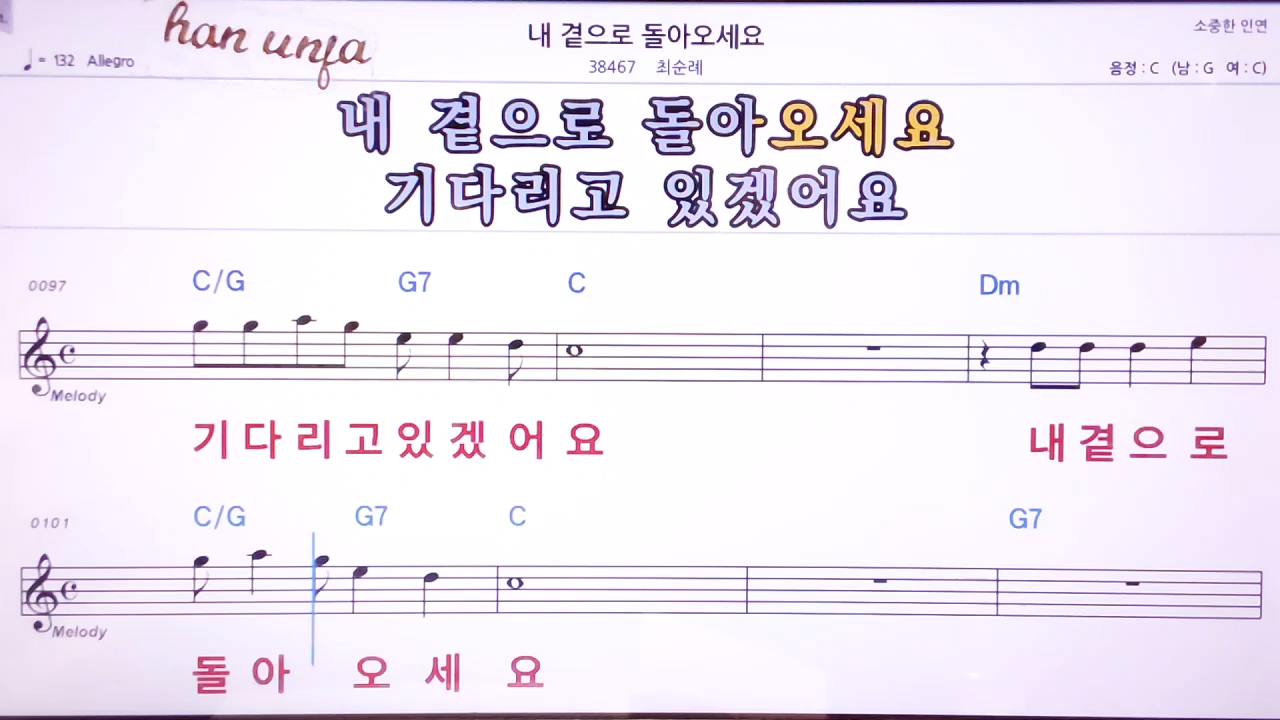 han unfa
내 곁으로 돌아오세요
소중한 인연
♩= 132 Allegro
38467 최순례
음정 : C (남 : G 여 : C)
내 곁으로 돌아오세요
기다리고 있겠어요
0097
C/G G7 C Dm
Melody
기 다 리 고 있 겠 어 요 내 곁 으 로
0101
C/G G7 C G7
Melody
돌 아 오 세 요